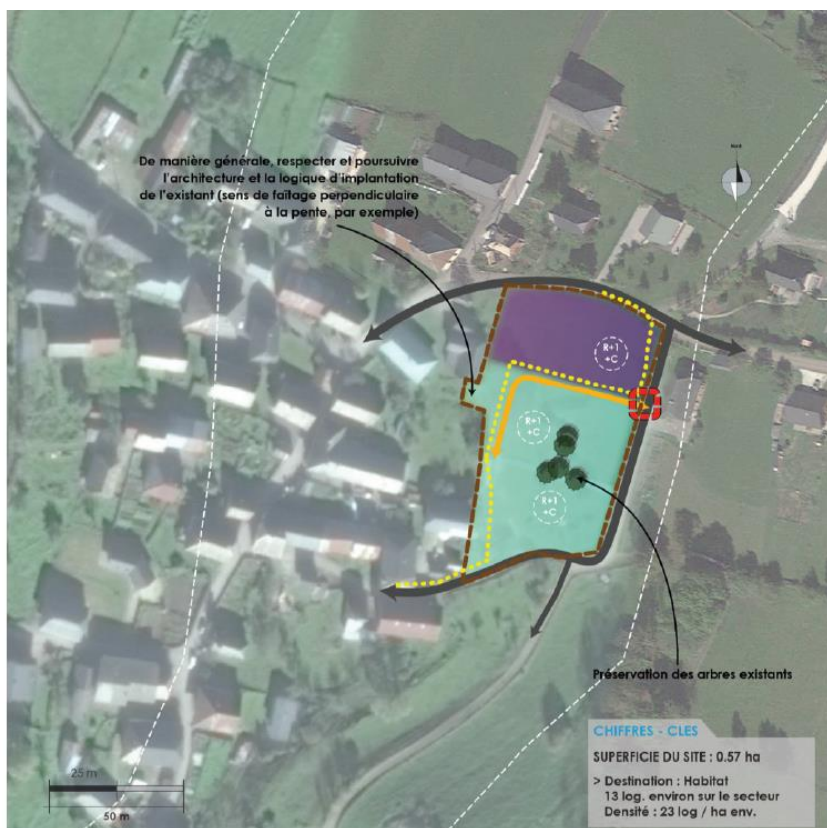 De manière générale, respecter et poursuivre
l'architecture et la logique d'implantation
de l'existant (sens de faîtage perpendiculaire
à la pente, par exemple)
R+1
+C
R+1
+C
R+1
+C
Préservation des arbres existants
CHIFFRES - CLES
SUPERFICIE DU SITE : 0.57 ha
> Destination : Habitat
13 log. environ sur le secteur
Densité : 23 log / ha env.
25 m
50 m